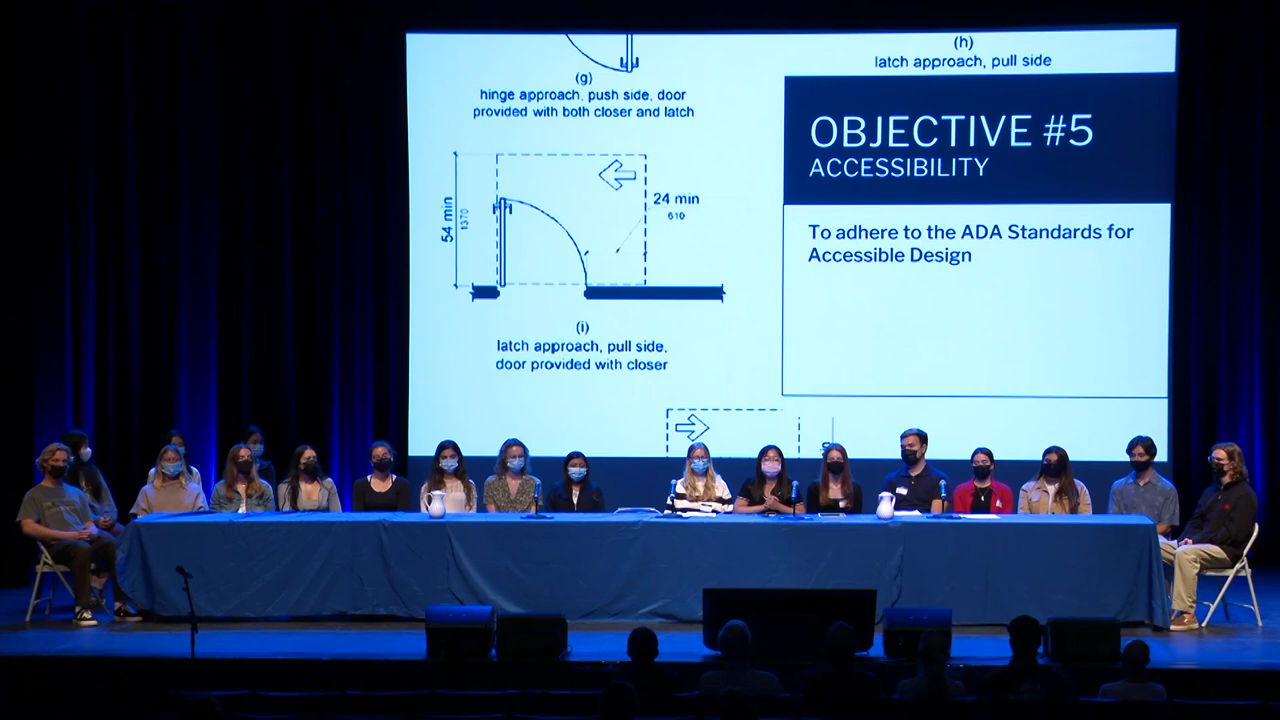 (g)
hinge approach, push side, door
provided with both closer and latch
(h)
latch approach, pull side
OBJECTIVE #5
ACCESSIBILITY
To adhere to the ADA Standards for
Accessible Design
54 min
1370
24 min
610
(i)
latch approach, pull side,
door provided with closer